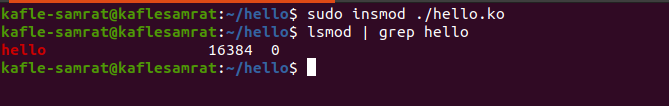 kafle-samrat@kaflesamrat:~/hello$ sudo insmod ./hello.ko
kafle-samrat@kaflesamrat:~/hello$ lsmod | grep hello
hello                  16384  0
kafle-samrat@kaflesamrat:~/hello$